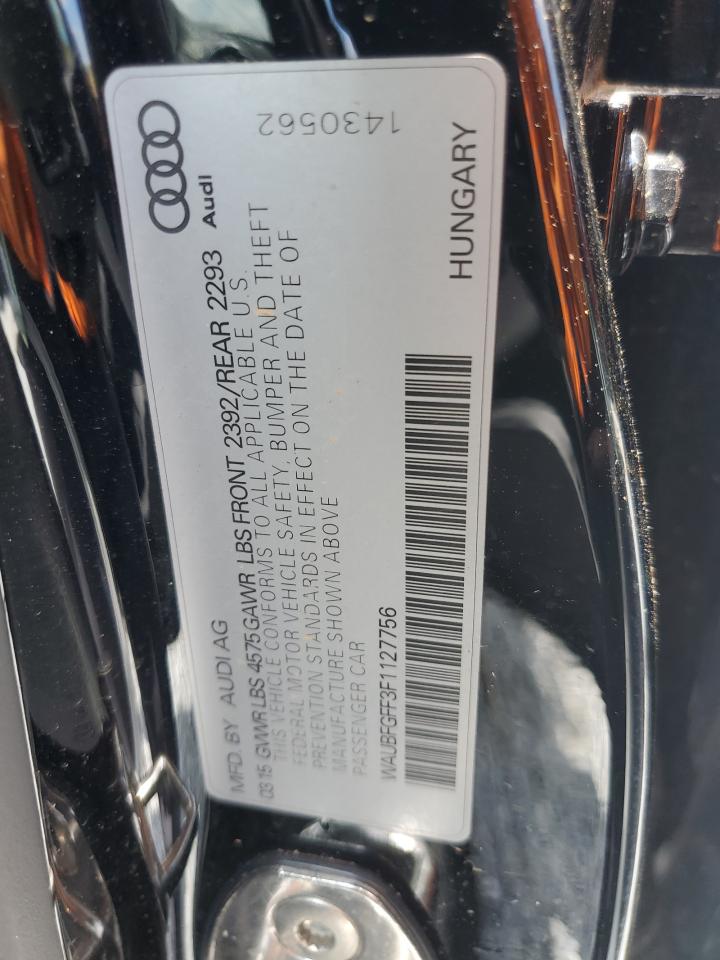 Audi
MFD. BY AUDI AG
03 15 GVWR LBS 4575 GAWR LBS FRONT 2392/REAR 2293
THIS VEHICLE CONFORMS TO ALL APPLICABLE U.S.
FEDERAL MOTOR VEHICLE SAFETY, BUMPER AND THEFT
PREVENTION STANDARDS IN EFFECT ON THE DATE OF
MANUFACTURE SHOWN ABOVE
PASSENGER CAR
WAUBFGFF3F1127756
HUNGARY
1430562